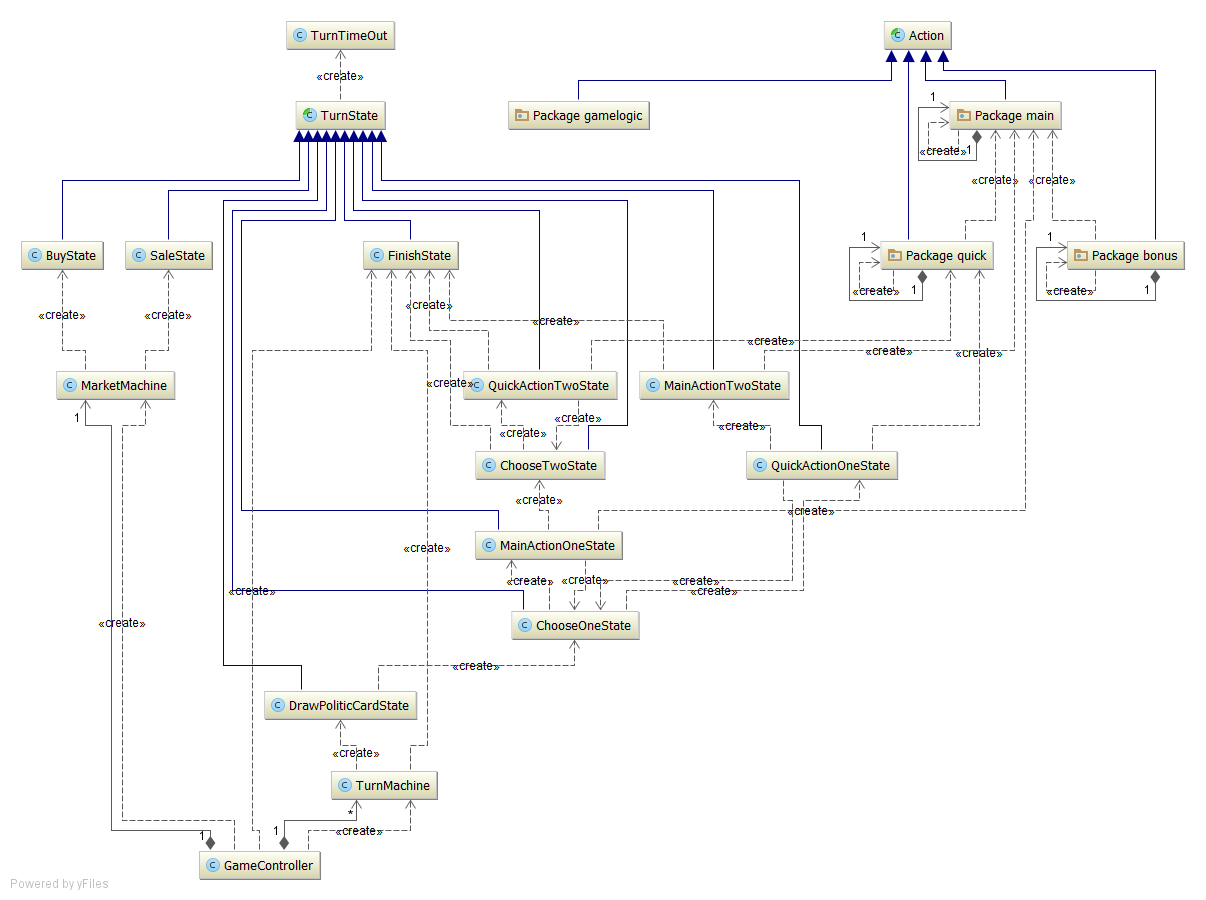 TurnTimeOut
Action
«create»
TurnState
Package gamelogic
1
Package main
«create»
1
«create»
«create»
BuyState
SaleState
FinishState
1
Package quick
1
Package bonus
«create»
1
«create»
1
«create»
«create»
«create»
«create»
«create»
«create»
«create»
MarketMachine
«create»
QuickActionTwoState
MainActionTwoState
1
«create»
«create»
«create»
ChooseTwoState
QuickActionOneState
«create»
«create»
MainActionOneState
«create»
«create»
«create»
«create»
«create»
«create»
«create»
ChooseOneState
«create»
DrawPoliticCardState
«create»
TurnMachine
*
1
1
«create»
GameController
Powered by yFiles